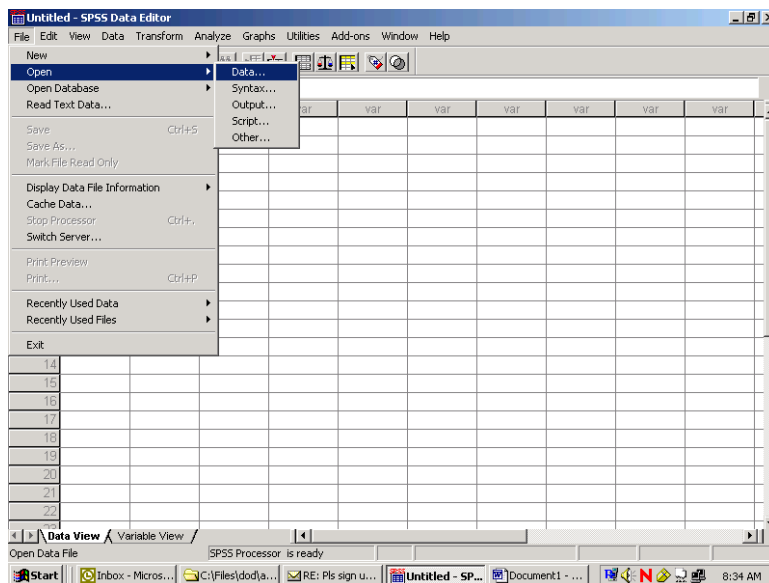 Untitled - SPSS Data Editor
File Edit View Data Transform Analyze Graphs Utilities Add-ons Window Help
New
Open
Open Database
Read Text Data...
Save Ctrl+S
Save As...
Mark File Read Only
Display Data File Information
Cache Data...
Stop Processor Ctrl+.
Switch Server...
Print Preview
Print... Ctrl+P
Recently Used Data
Recently Used Files
Exit
Data...
Syntax...
Output...
Script...
Other...
var var var var var var var
14
15
16
17
18
19
20
21
22
23
Data View Variable View
Open Data File SPSS Processor is ready
Start Inbox - Micros... C:\Files\dod\a... RE: Pls sign u... Untitled - SP... Document1 - ... N 8:34 AM